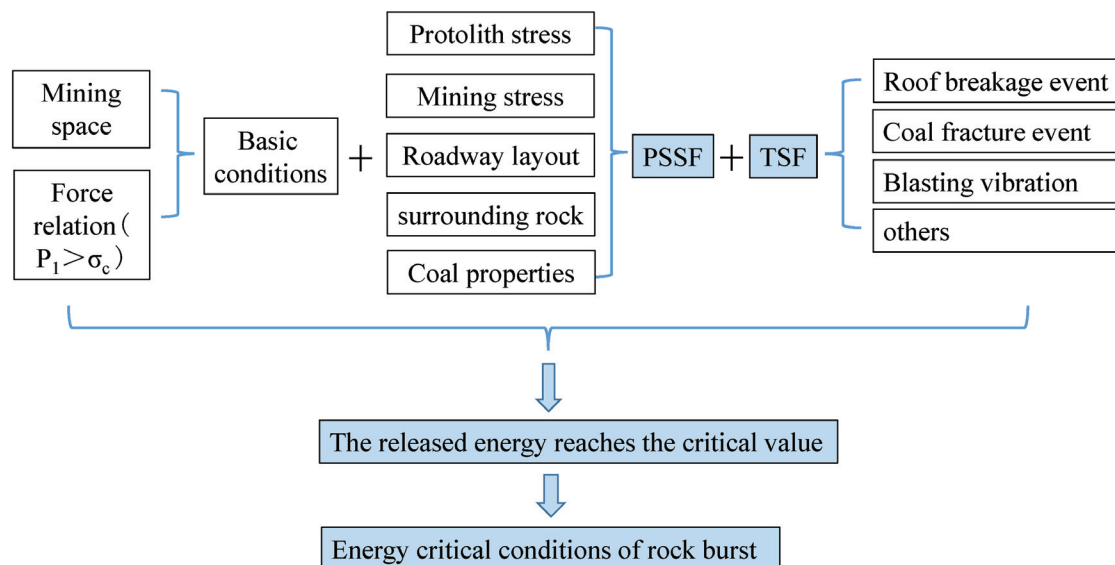 Mining
space
Force
relation(
P₁>σc)
Basic
conditions
+
Protolith stress
Mining stress
Roadway layout
surrounding rock
Coal properties
PSSF
+
TSF
Roof breakage event
Coal fracture event
Blasting vibration
others
The released energy reaches the critical value
Energy critical conditions of rock burst